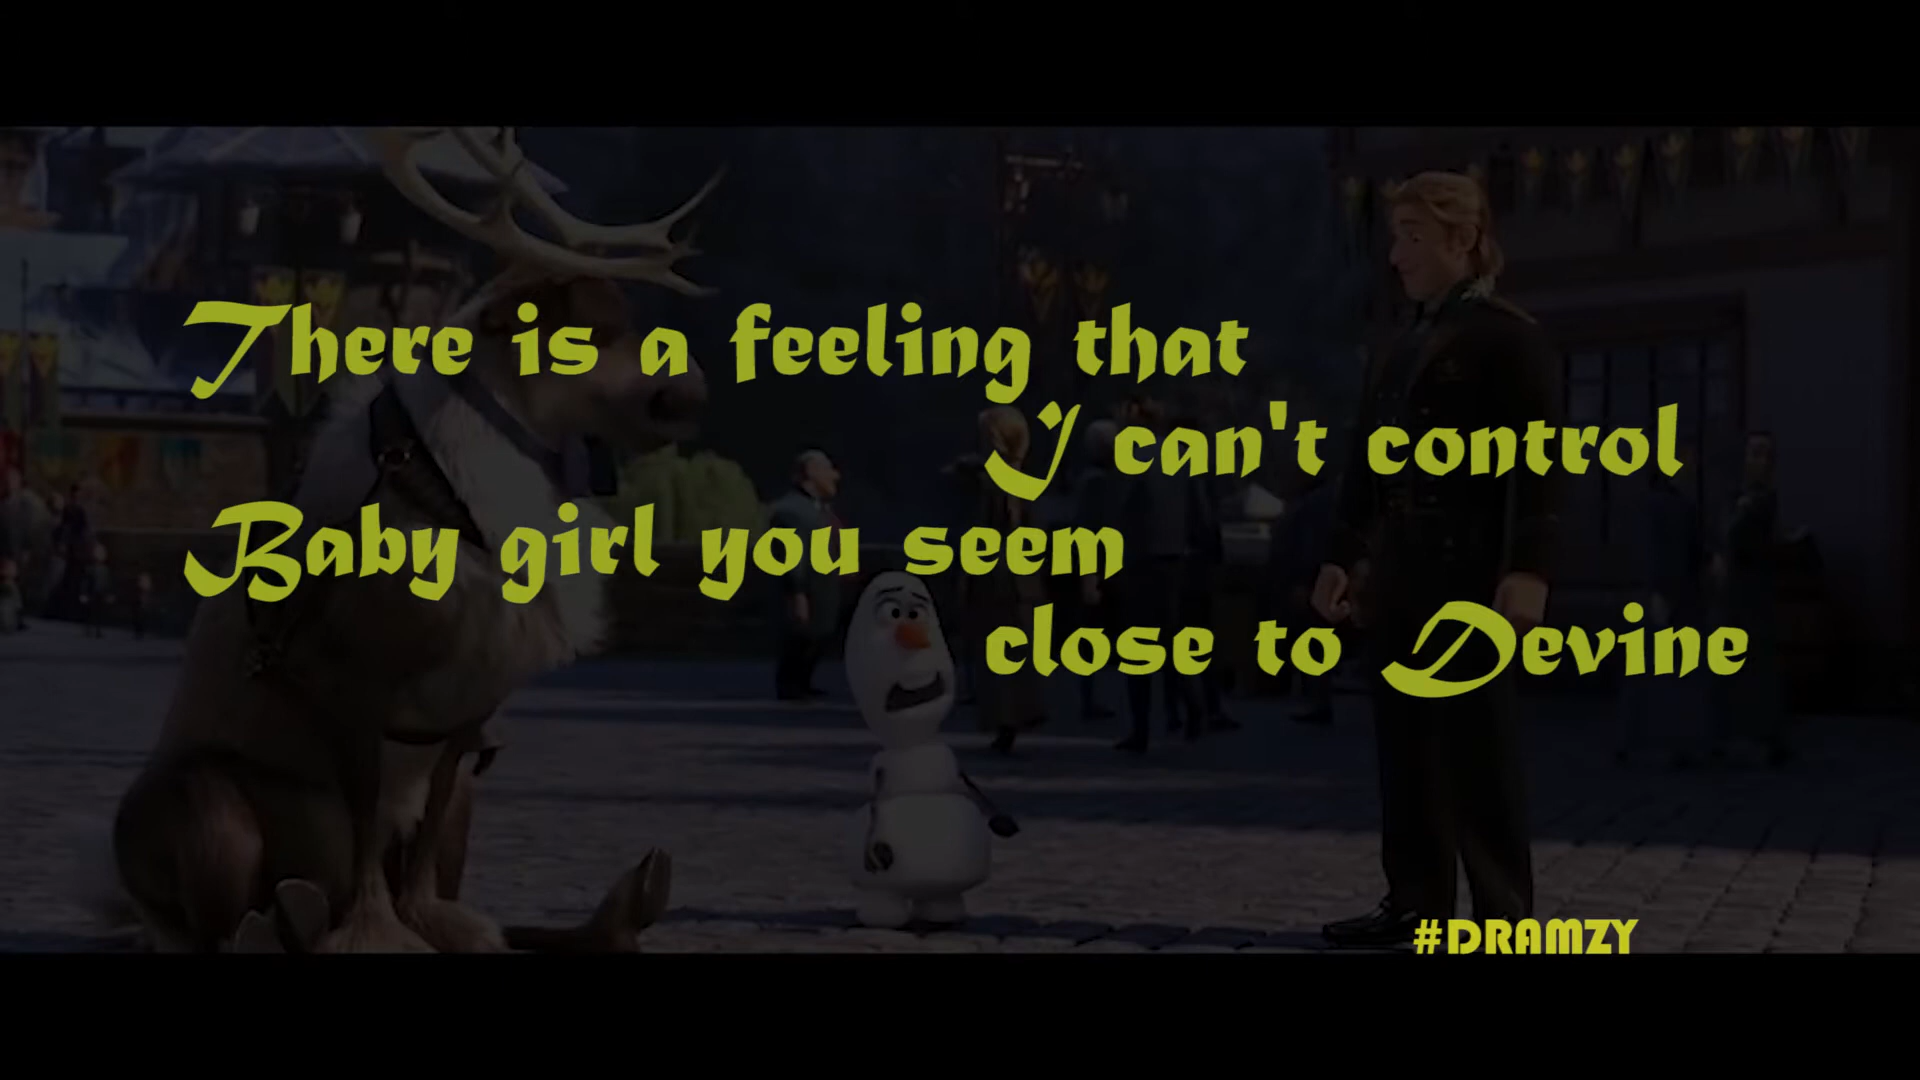 There is a feeling that
I can't control
Baby girl you seem
close to Devine
#DRAMZY